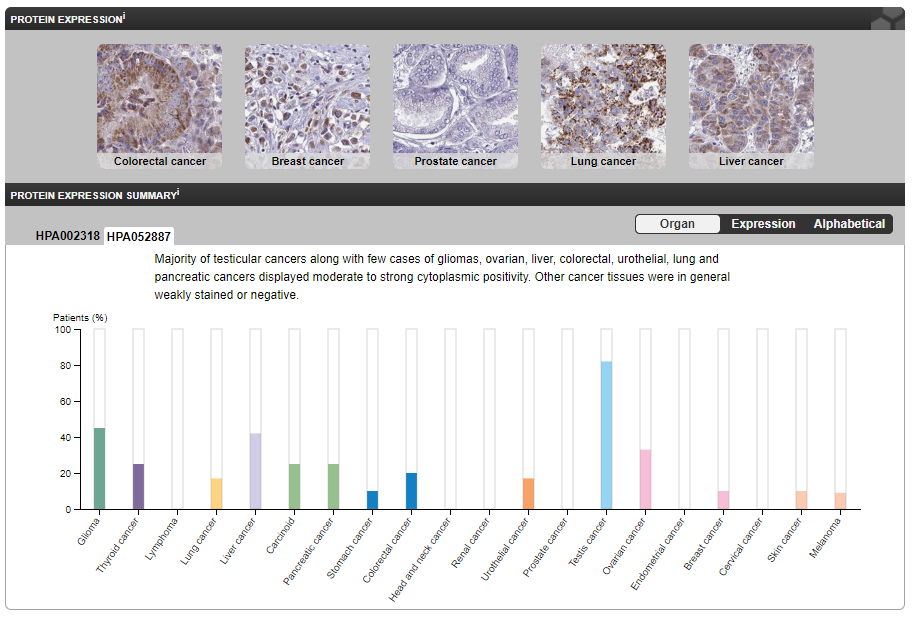 PROTEIN EXPRESSIONi
Colorectal cancer
Breast cancer
Prostate cancer
Lung cancer
Liver cancer
PROTEIN EXPRESSION SUMMARYi
Organ Expression Alphabetical
HPA002318 HPA052887
Majority of testicular cancers along with few cases of gliomas, ovarian, liver, colorectal, urothelial, lung and
pancreatic cancers displayed moderate to strong cytoplasmic positivity. Other cancer tissues were in general
weakly stained or negative.
Patients (%)
100
80
60
40
20
0
Glioma
Thyroid cancer
Lymphoma
Lung cancer
Liver cancer
Carcinoid
Pancreatic cancer
Stomach cancer
Colorectal cancer
Head and neck cancer
Renal cancer
Urothelial cancer
Prostate cancer
Testis cancer
Ovarian cancer
Endometrial cancer
Breast cancer
Cervical cancer
Skin cancer
Melanoma